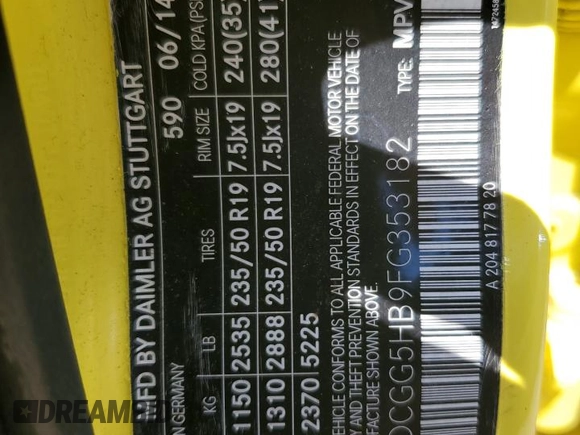 MFD BY DAIMLER AG STUTTGART
IN GERMANY 590 06/14
KG LB TIRES RIM SIZE COLD KPA(PSI
1150 2535 235/50 R19 7.5Jx19 240(35
1310 2888 235/50 R19 7.5Jx19 280(41
2370 5225
VEHICLE CONFORMS TO ALL APPLICABLE FEDERAL MOTOR VEHICLE
THEFT PREVENTION STANDARDS IN EFFECT ON THE DATE OF
FACTURE SHOWN ABOVE.
DCGG5HB9FG353182 TYPE: MPV
A 204 817 78 20
DREAMED